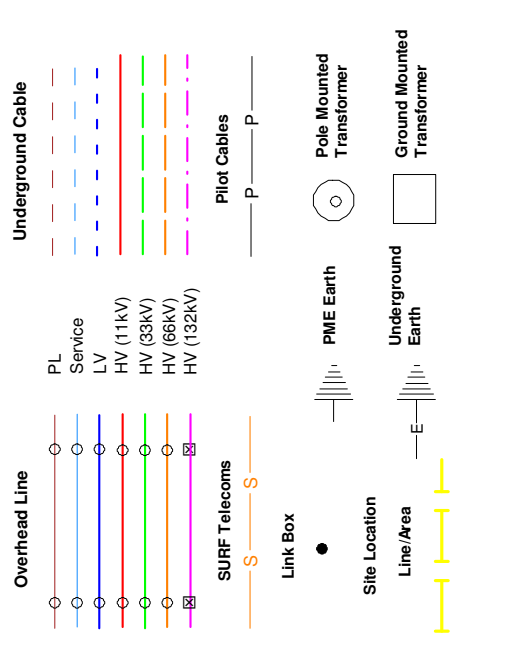 Overhead Line
Underground Cable
PL
Service
LV
HV (11kV)
HV (33kV)
HV (66kV)
HV (132kV)
SURF Telecoms
Pilot Cables
S
S
P
P
Link Box
PME Earth
Pole Mounted
Transformer
Site Location
Line/Area
E
Underground
Earth
Ground Mounted
Transformer